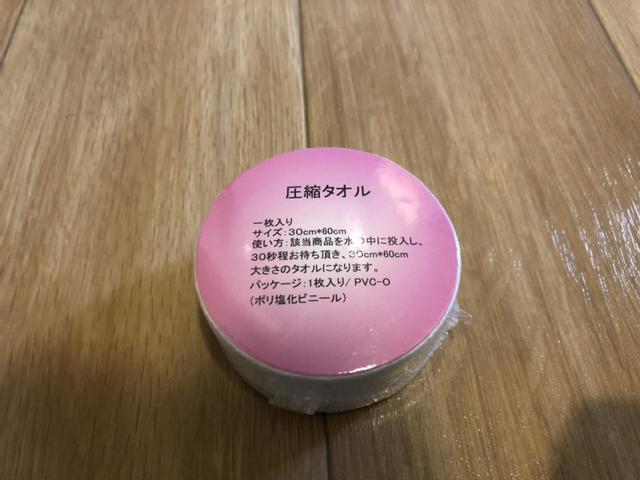 圧縮タオル
一枚入り
サイズ：30cm*60cm
使い方：該当商品を水の中に投入し、
30秒程お待ち頂き、30cm*60cm
大きさのタオルになります。
パッケージ：1枚入り/ PVC-O
(ポリ塩化ビニール)